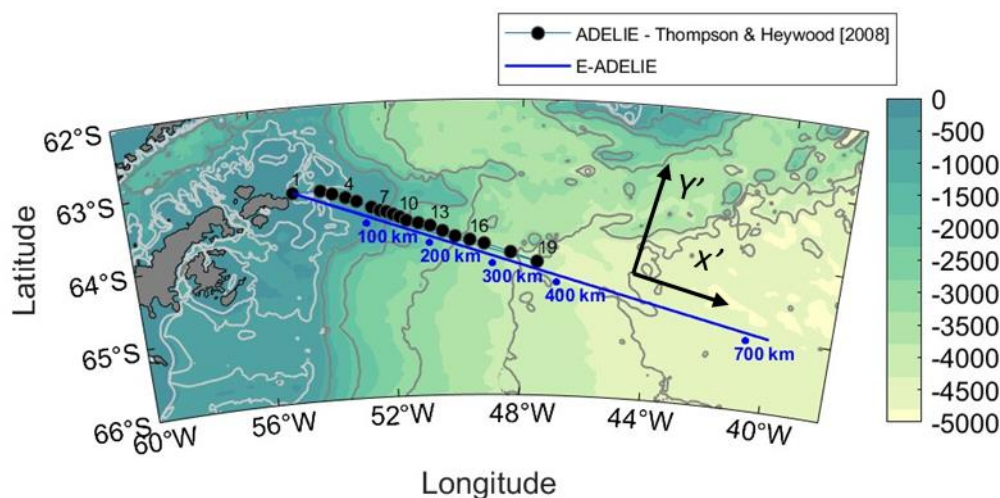 ADELIE - Thompson & Heywood [2008]
E-ADELIE
62°S
63°S
64°S
65°S
66°S
Latitude
1
4
7
10
13
16
19
100 km
200 km
300 km
400 km
700 km
Y'
x'
60°W
56°W
52°W
48°W
44°W
40°W
Longitude
0
-500
-1000
-1500
-2000
-2500
-3000
-3500
-4000
-4500
-5000